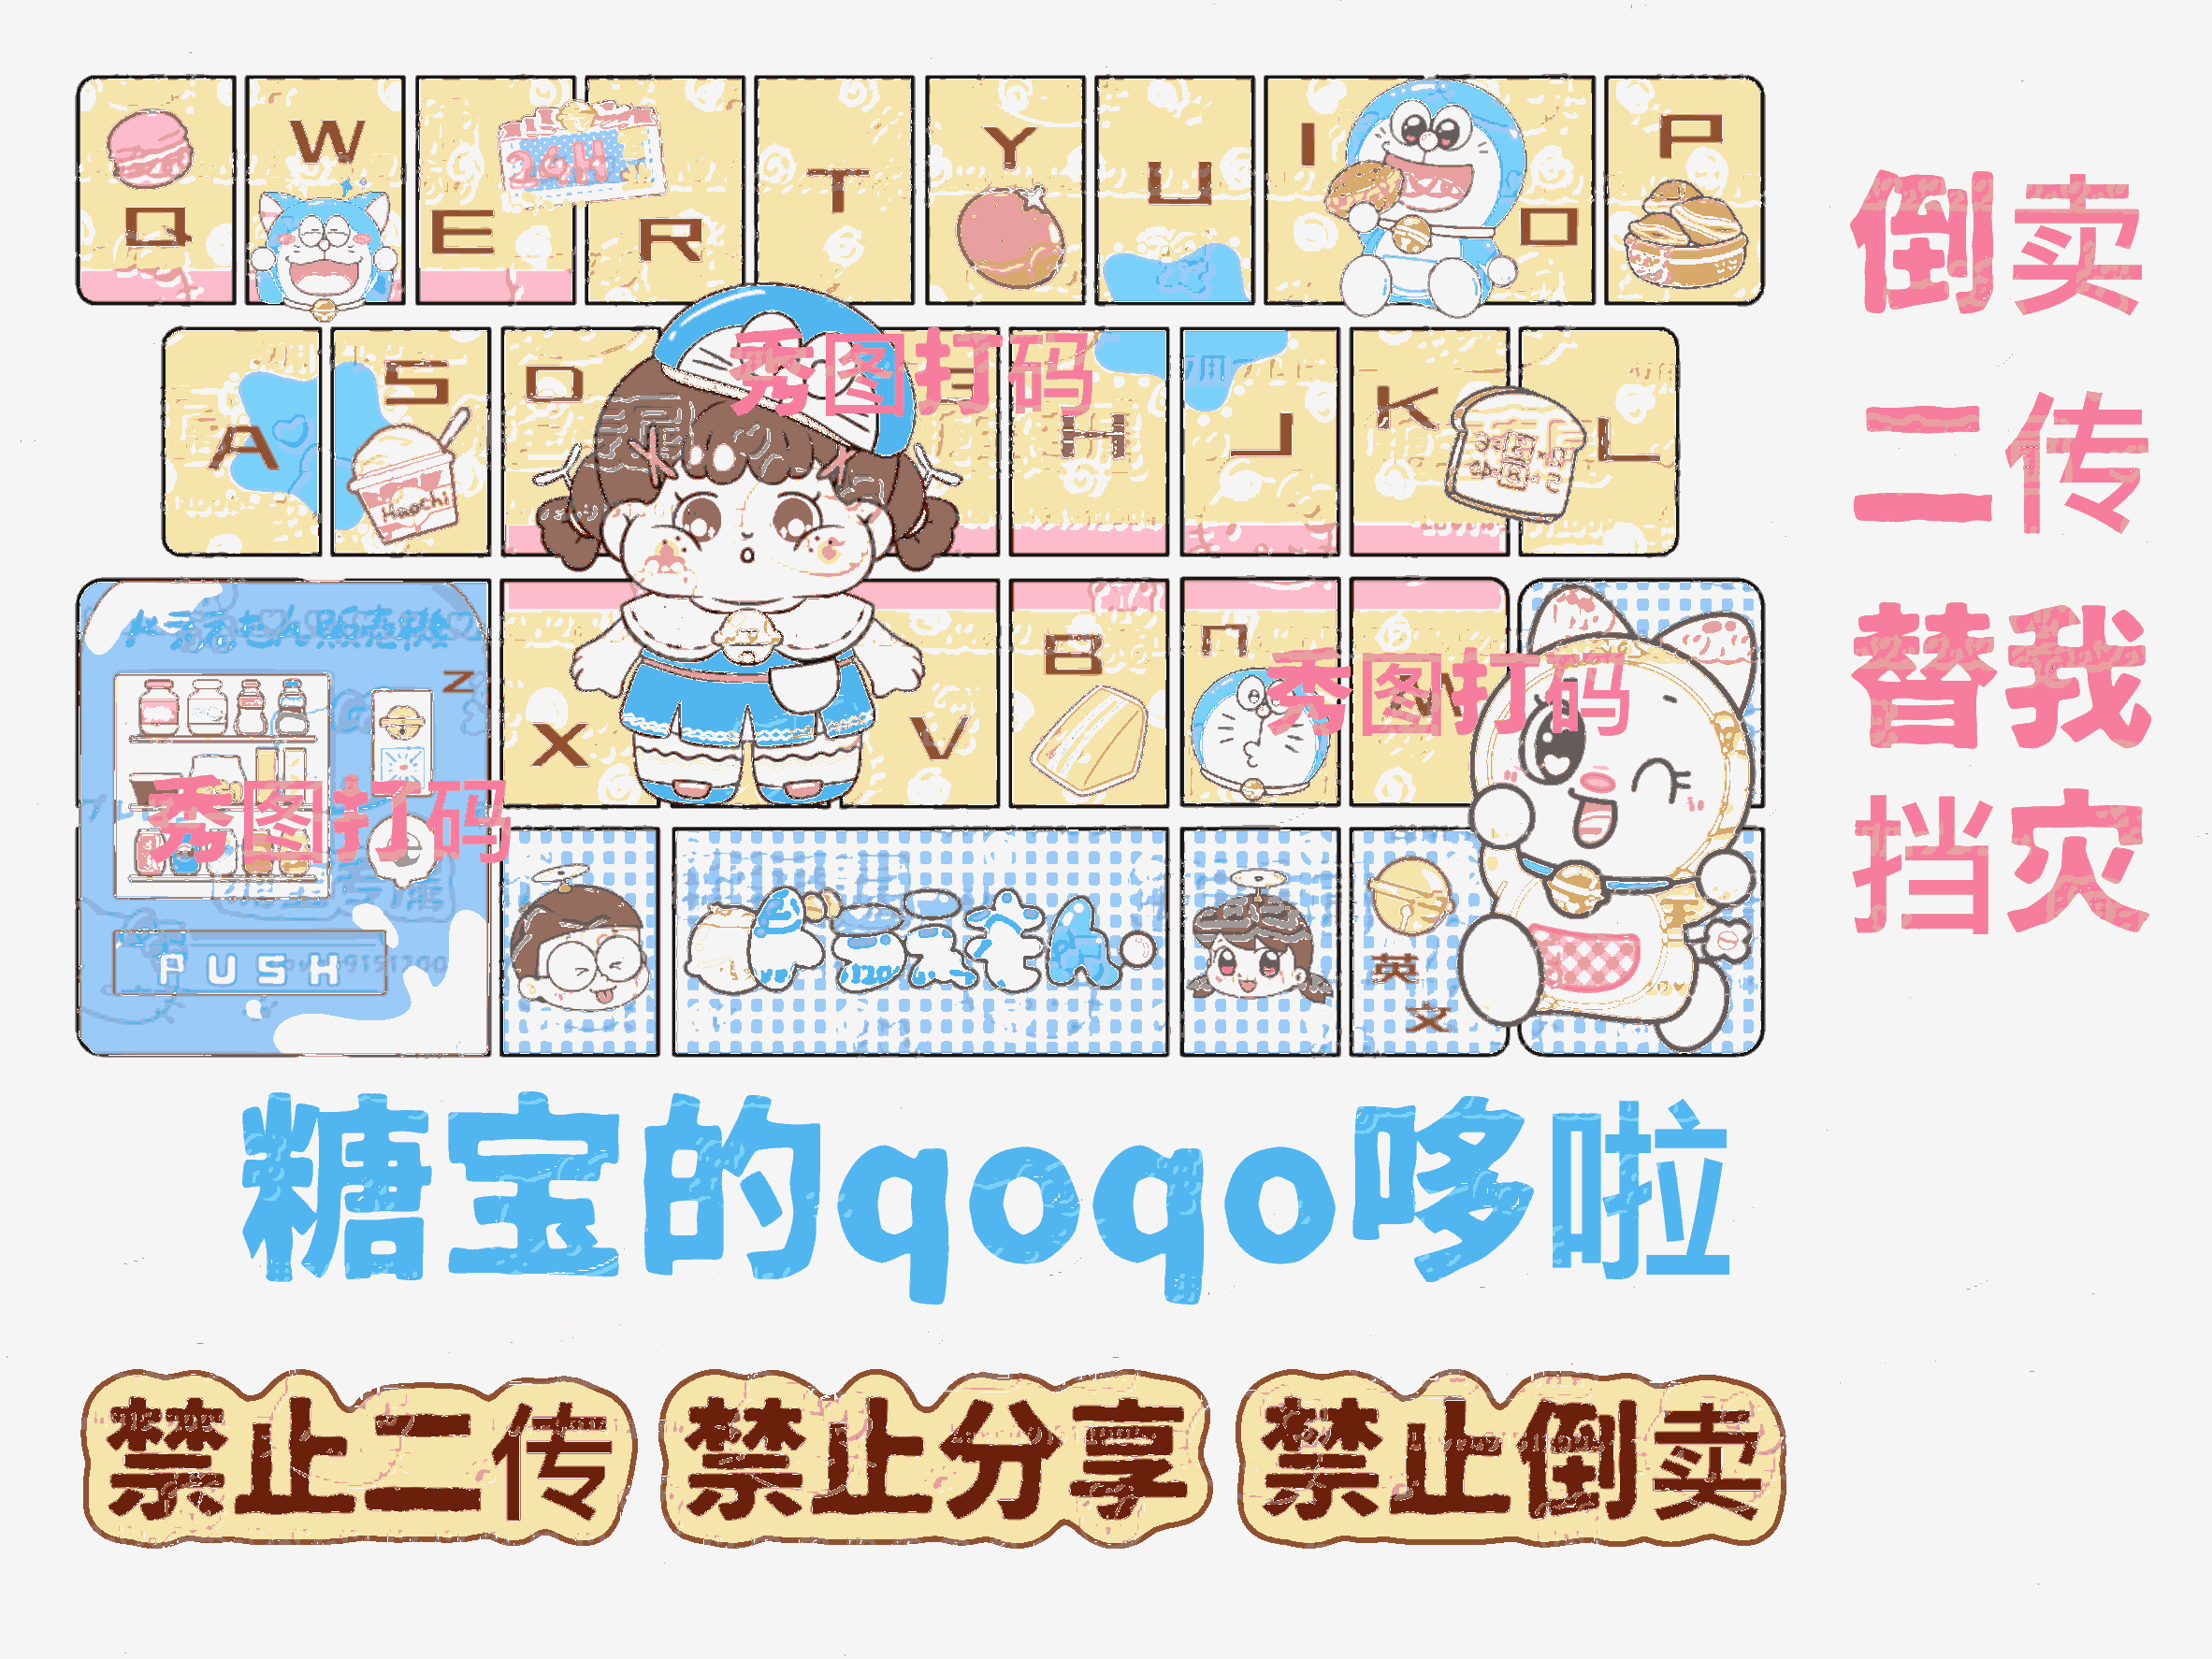 Q W E 24H R T Y U I O P
A S D H J K L
Haochi
秀图打码
Z X V B n M
秀图打码
秀图打码
PUSH
英
文
倒卖
二传
替我
挡灾
糖宝的qoqo哆啦
禁止二传 禁止分享 禁止倒卖